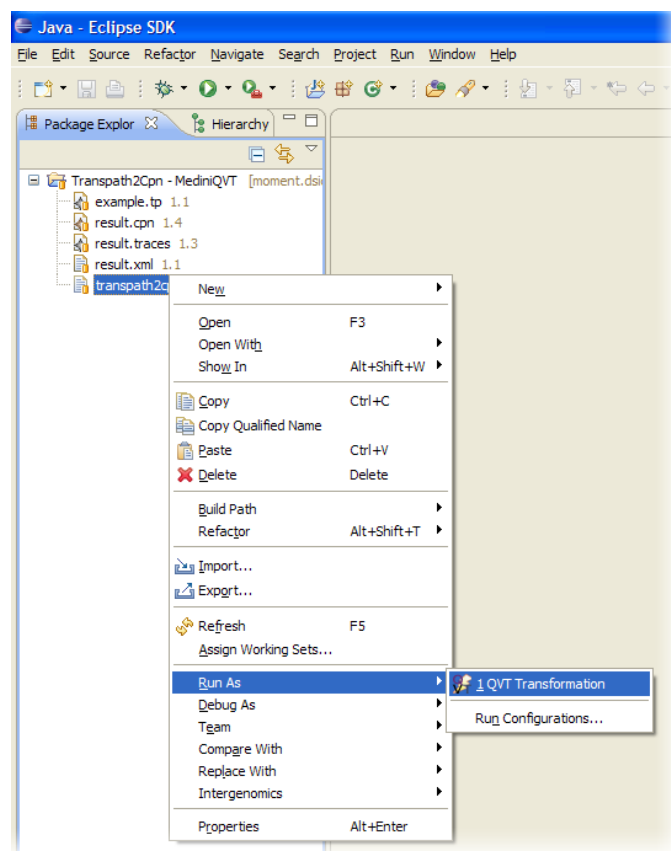 Java - Eclipse SDK
File Edit Source Refactor Navigate Search Project Run Window Help
Package Explor Hierarchy
Transpath2Cpn - MediniQVT [moment.dsi
example.tp 1.1
result.cpn 1.4
result.traces 1.3
result.xml 1.1
transpath2cp
New
Open F3
Open With
Show In Alt+Shift+W
Copy Ctrl+C
Copy Qualified Name
Paste Ctrl+V
Delete Delete
Build Path
Refactor Alt+Shift+T
Import...
Export...
Refresh F5
Assign Working Sets...
Run As
1 QVT Transformation
Debug As
Run Configurations...
Team
Compare With
Replace With
Intergenomics
Properties Alt+Enter